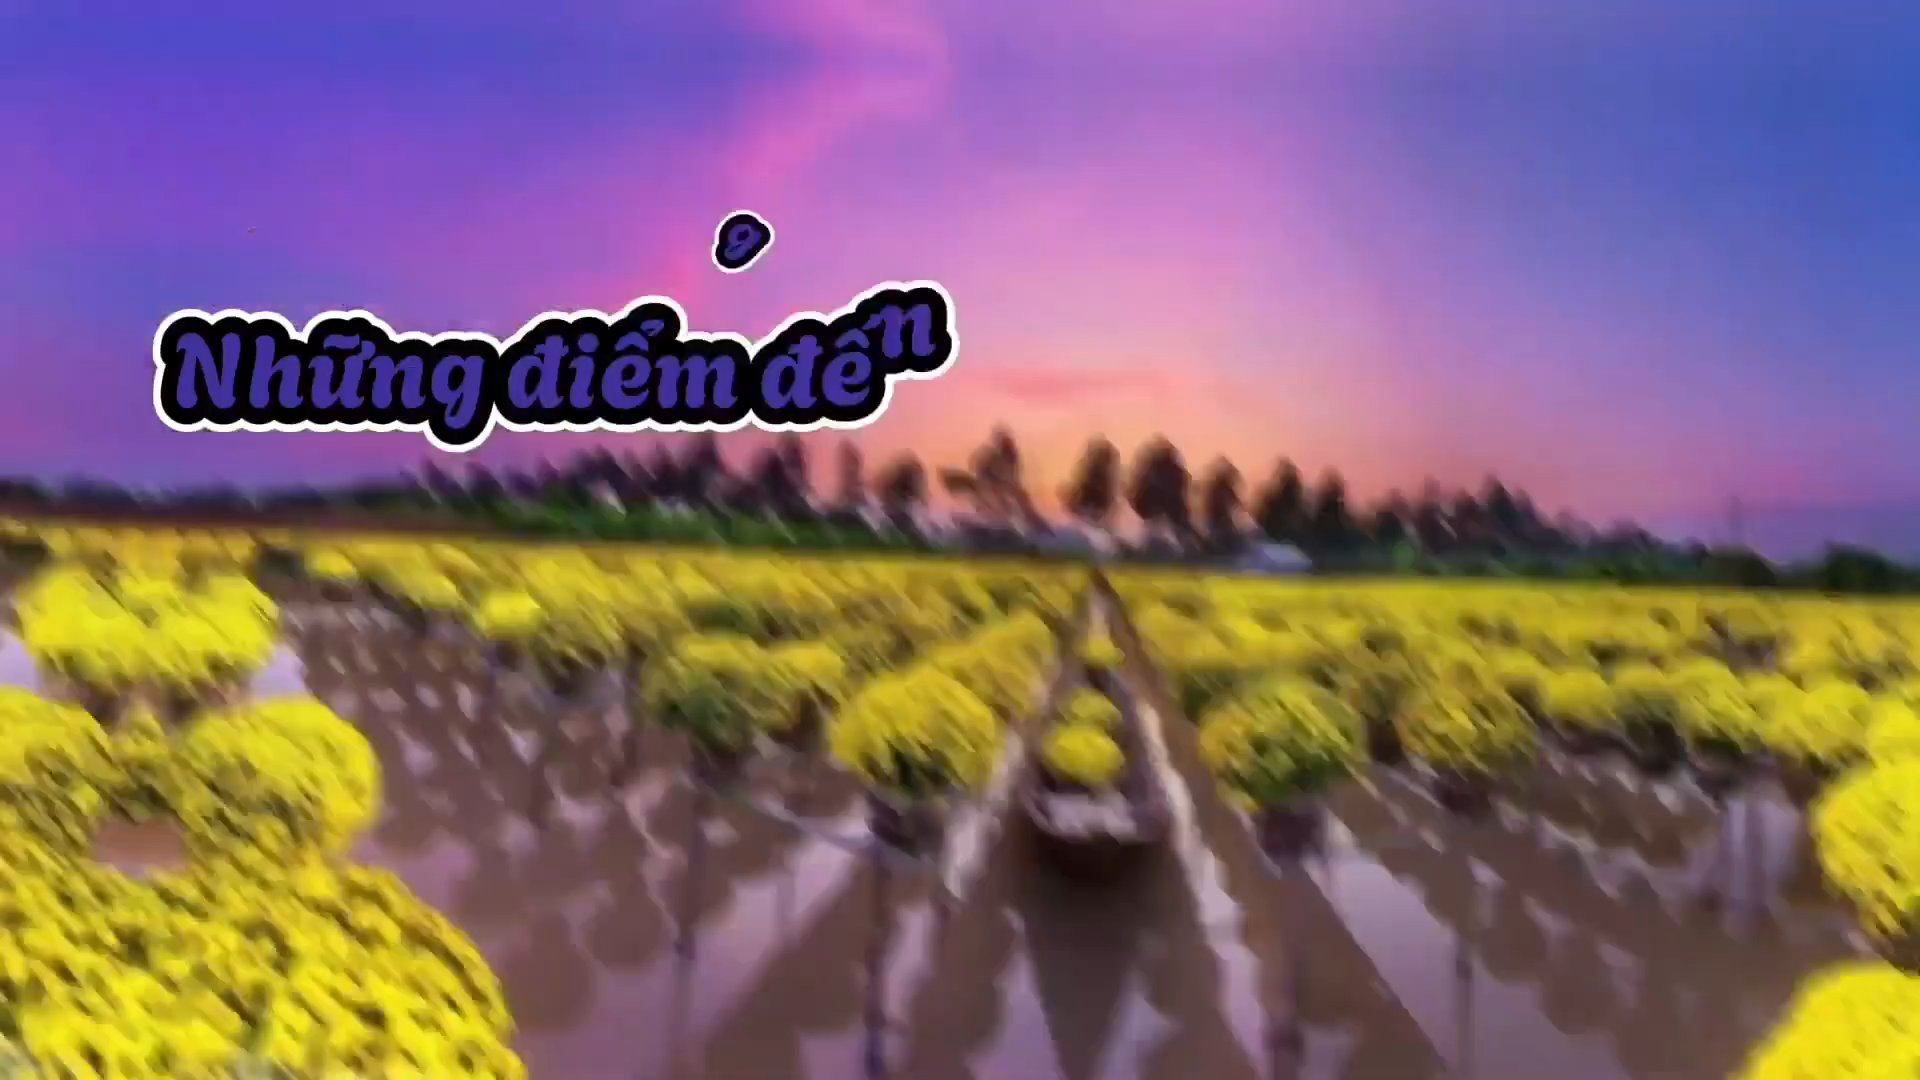 Những điểm đến